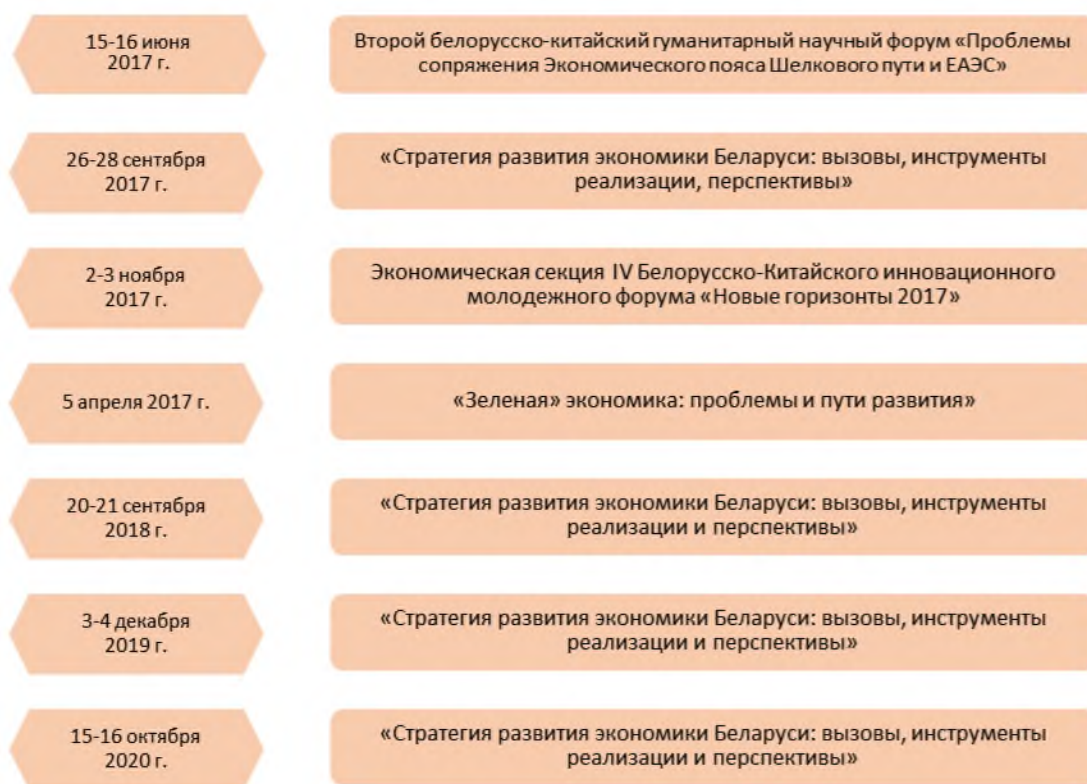 15-16 июня
2017 г.
Второй белорусско-китайский гуманитарный научный форум «Проблемы
сопряжения Экономического пояса Шелкового пути и ЕАЭС»
26-28 сентября
2017 г.
«Стратегия развития экономики Беларуси: вызовы, инструменты
реализации, перспективы»
2-3 ноября
2017 г.
Экономическая секция IV Белорусско-Китайского инновационного
молодежного форума «Новые горизонты 2017»
5 апреля 2017 г.
«Зеленая» экономика: проблемы и пути развития»
20-21 сентября
2018 г.
«Стратегия развития экономики Беларуси: вызовы, инструменты
реализации и перспективы»
3-4 декабря
2019 г.
«Стратегия развития экономики Беларуси: вызовы, инструменты
реализации и перспективы»
15-16 октября
2020 г.
«Стратегия развития экономики Беларуси: вызовы, инструменты
реализации и перспективы»